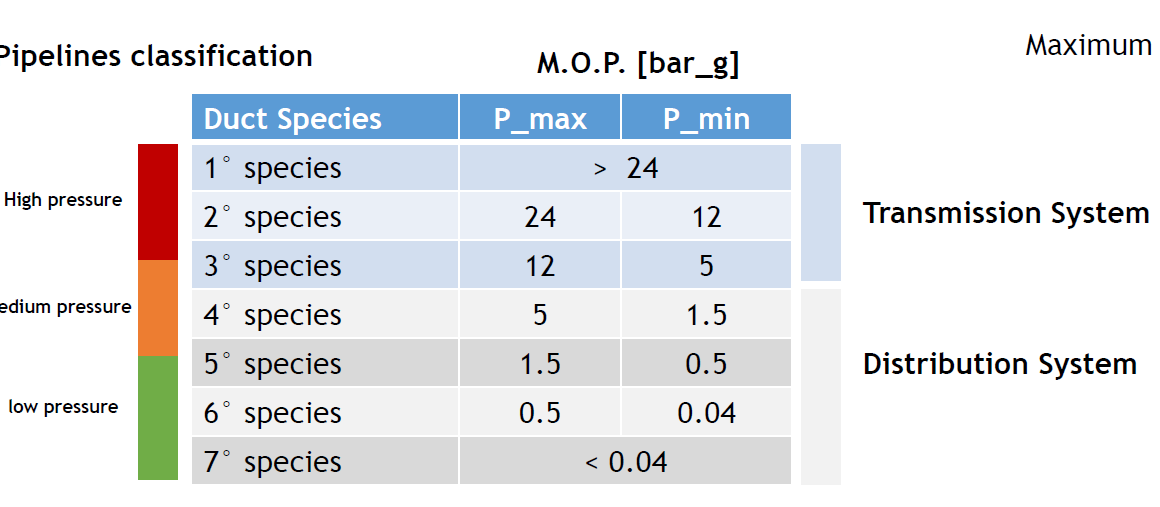 Pipelines classification
M.O.P. [bar_g]
Maximum
Duct Species P_max P_min
1° species > 24
High pressure
2° species 24 12
Transmission System
3° species 12 5
edium pressure
4° species 5 1.5
5° species 1.5 0.5
Distribution System
low pressure
6° species 0.5 0.04
7° species < 0.04